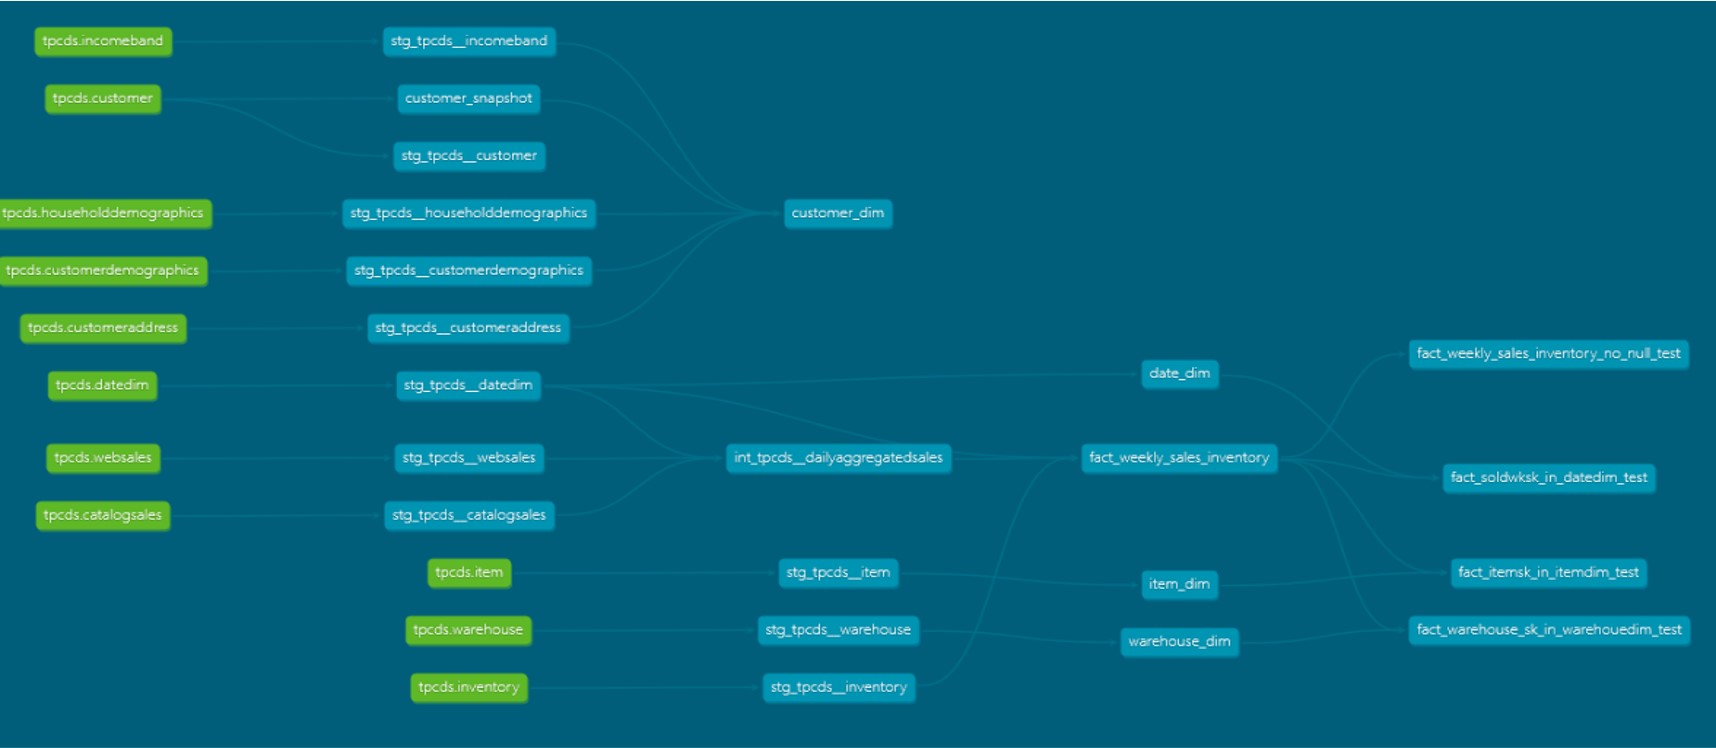 tpcds.incomeband
stg_tpcds__incomeband
tpcds.customer
customer_snapshot
stg_tpcds__customer
tpcds.householddemographics
stg_tpcds__householddemographics
customer_dim
tpcds.customerdemographics
stg_tpcds__customerdemographics
tpcds.customeraddress
stg_tpcds__customeraddress
fact_weekly_sales_inventory_no_null_test
tpcds.datedim
stg_tpcds__datedim
date_dim
tpcds.websales
stg_tpcds__websales
int_tpcds__dailyaggregatedsales
fact_weekly_sales_inventory
fact_soldwksk_in_datedim_test
tpcds.catalogsales
stg_tpcds__catalogsales
tpcds.item
stg_tpcds__item
item_dim
fact_itemsk_in_itemdim_test
tpcds.warehouse
stg_tpcds__warehouse
warehouse_dim
fact_warehouse_sk_in_warehouedim_test
tpcds.inventory
stg_tpcds__inventory